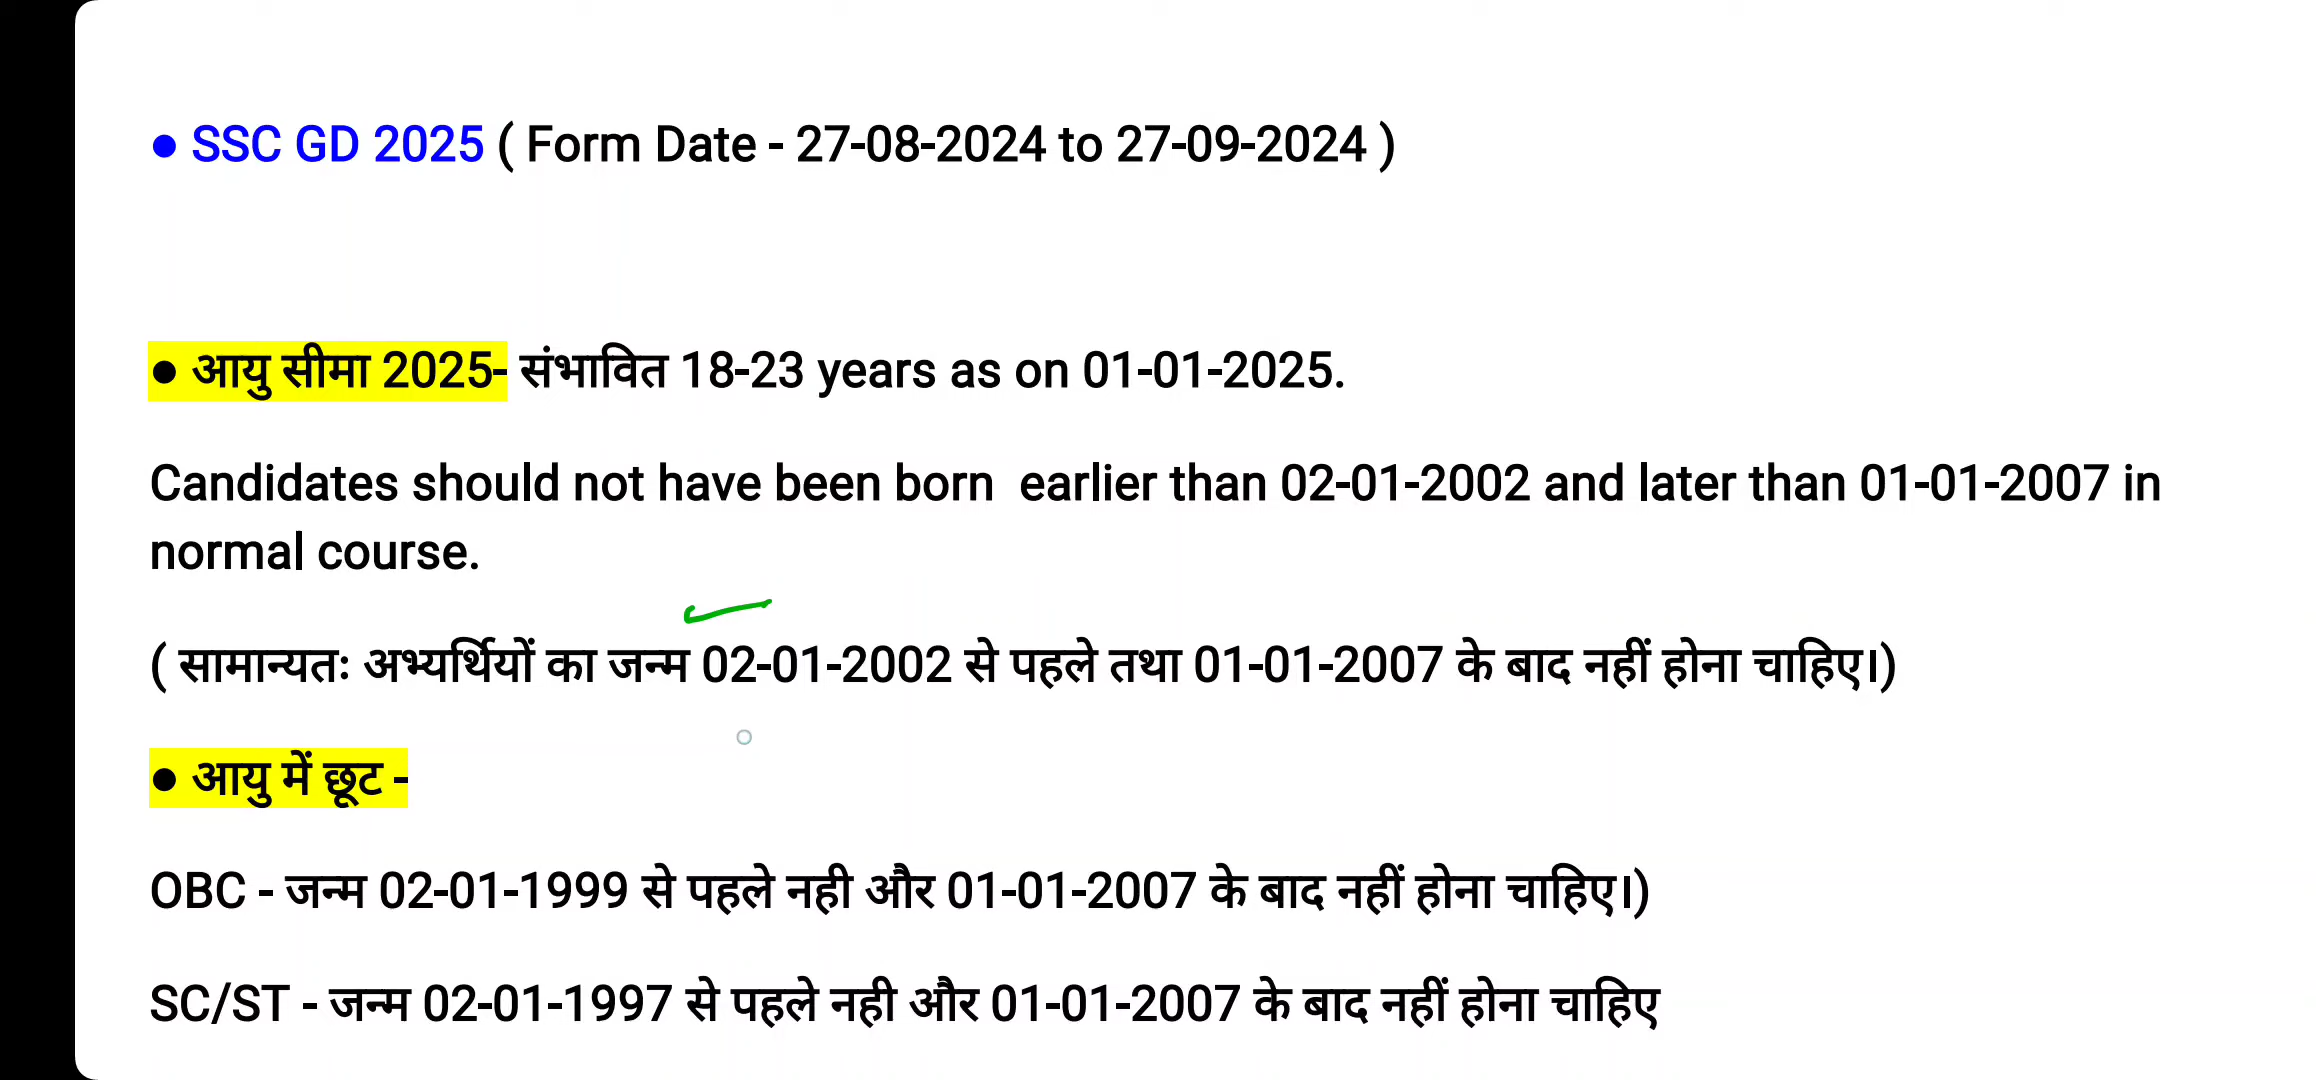 ● SSC GD 2025 ( Form Date - 27-08-2024 to 27-09-2024 )
● आयु सीमा 2025- संभावित 18-23 years as on 01-01-2025.
Candidates should not have been born  earlier than 02-01-2002 and later than 01-01-2007 in
normal course.
( सामान्यतः अभ्यर्थियों का जन्म 02-01-2002 से पहले तथा 01-01-2007 के बाद नहीं होना चाहिए।)
● आयु में छूट -
OBC - जन्म 02-01-1999 से पहले नही और 01-01-2007 के बाद नहीं होना चाहिए।)
SC/ST - जन्म 02-01-1997 से पहले नही और 01-01-2007 के बाद नहीं होना चाहिए